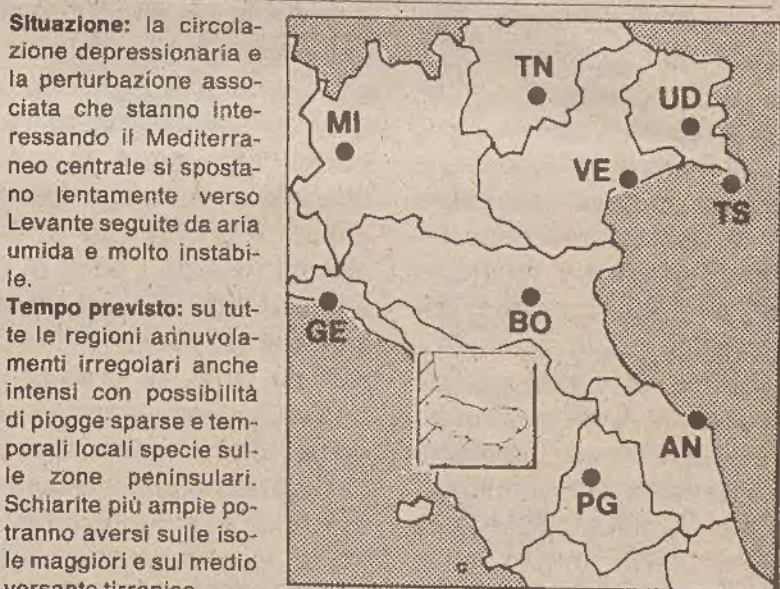 Situazione: la circola-
zione depressionaria e
la perturbazione asso-
ciata che stanno inte-
ressando il Mediterra-
neo centrale si sposta-
no lentamente verso
Levante seguite da aria
umida e molto instabi-
le.
Tempo previsto: su tut-
te le regioni annuvola-
menti irregolari anche
intensi con possibilità
di piogge sparse e tem-
porali locali specie sul-
le zone peninsulari.
Schiarite più ampie po-
tranno aversi sulle iso-
le maggiori e sul medio
versante tirrenico.
TN
UD
MI
VE
TS
GE
BO
AN
PG